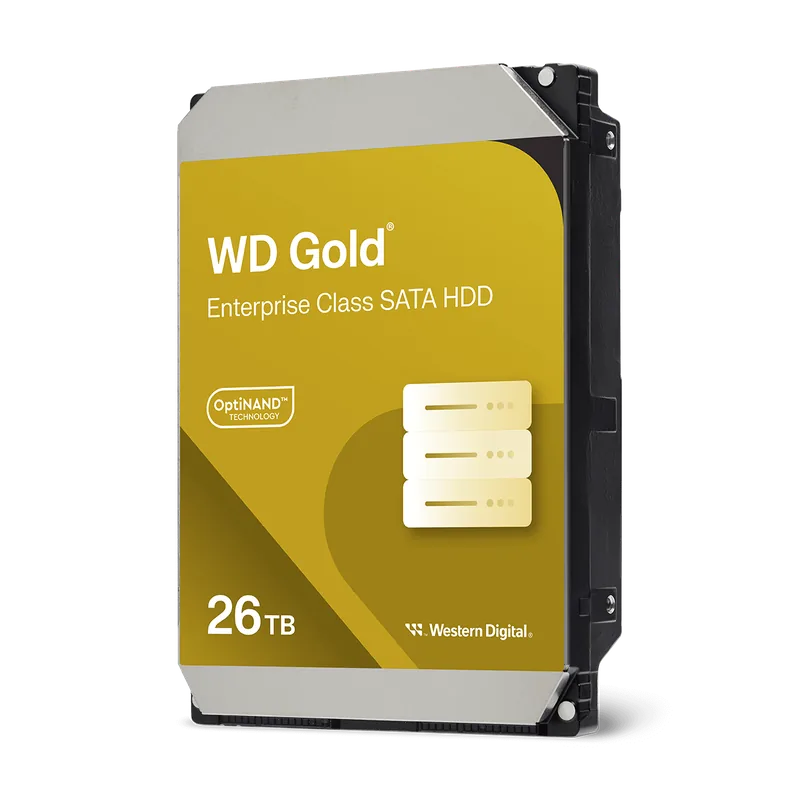 WD Gold®
Enterprise Class SATA HDD
OptiNAND™
TECHNOLOGY
26TB
Western Digital®